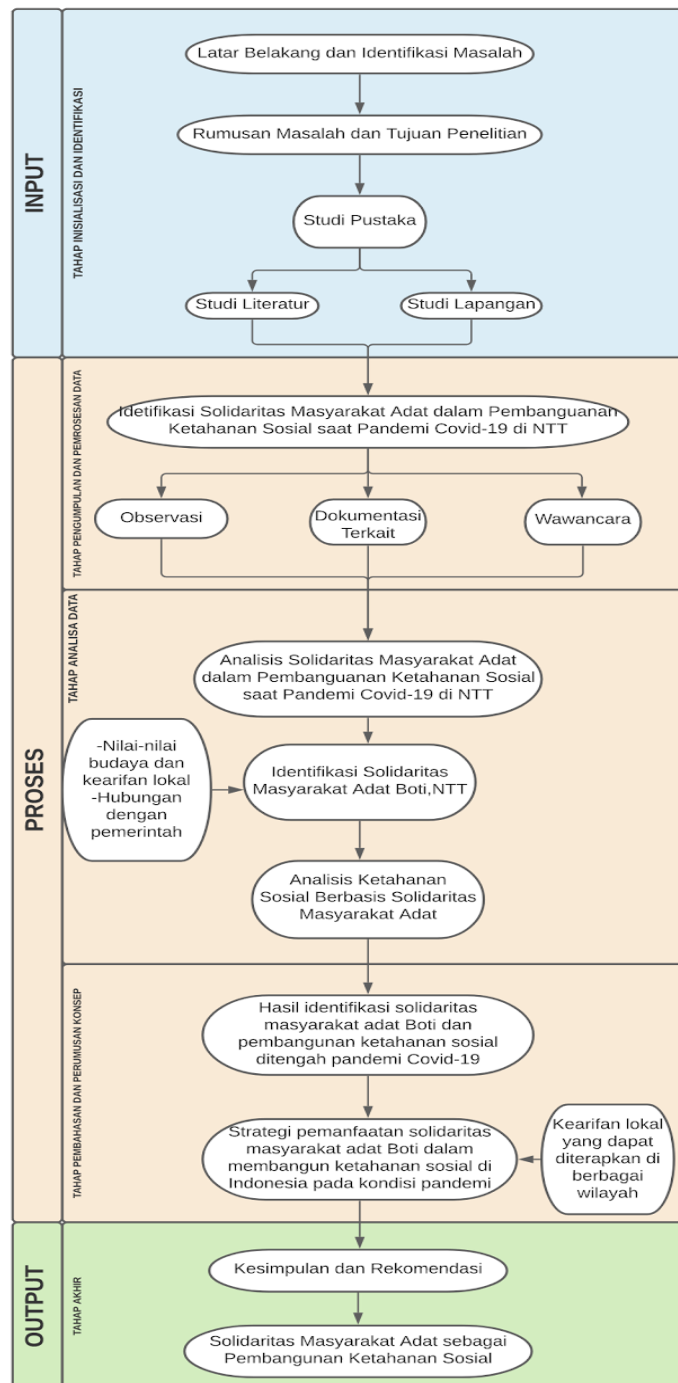 INPUT
TAHAP INISIALISASI DAN IDENTIFIKASI
Latar Belakang dan Identifikasi Masalah
Rumusan Masalah dan Tujuan Penelitian
Studi Pustaka
Studi Literatur
Studi Lapangan
PROSES
TAHAP PENGUMPULAN DAN PEMROSESAN DATA
Idetifikasi Solidaritas Masyarakat Adat dalam Pembanguanan
Ketahanan Sosial saat Pandemi Covid-19 di NTT
Observasi
Dokumentasi
Terkait
Wawancara
TAHAP ANALISA DATA
Analisis Solidaritas Masyarakat Adat
dalam Pembanguanan Ketahanan Sosial
saat Pandemi Covid-19 di NTT
-Nilai-nilai
budaya dan
kearifan lokal
-Hubungan
dengan
pemerintah
Identifikasi Solidaritas
Masyarakat Adat Boti,NTT
Analisis Ketahanan
Sosial Berbasis Solidaritas
Masyarakat Adat
TAHAP PEMBAHASAN DAN PERUMUSAN KONSEP
Hasil identifikasi solidaritas
masyarakat adat Boti dan
pembangunan ketahanan sosial
ditengah pandemi Covid-19
Strategi pemanfaatan solidaritas
masyarakat adat Boti dalam
membangun ketahanan sosial di
Indonesia pada kondisi pandemi
Kearifan lokal
yang dapat
diterapkan di
berbagai
wilayah
OUTPUT
TAHAP AKHIR
Kesimpulan dan Rekomendasi
Solidaritas Masyarakat Adat sebagai
Pembangunan Ketahanan Sosial